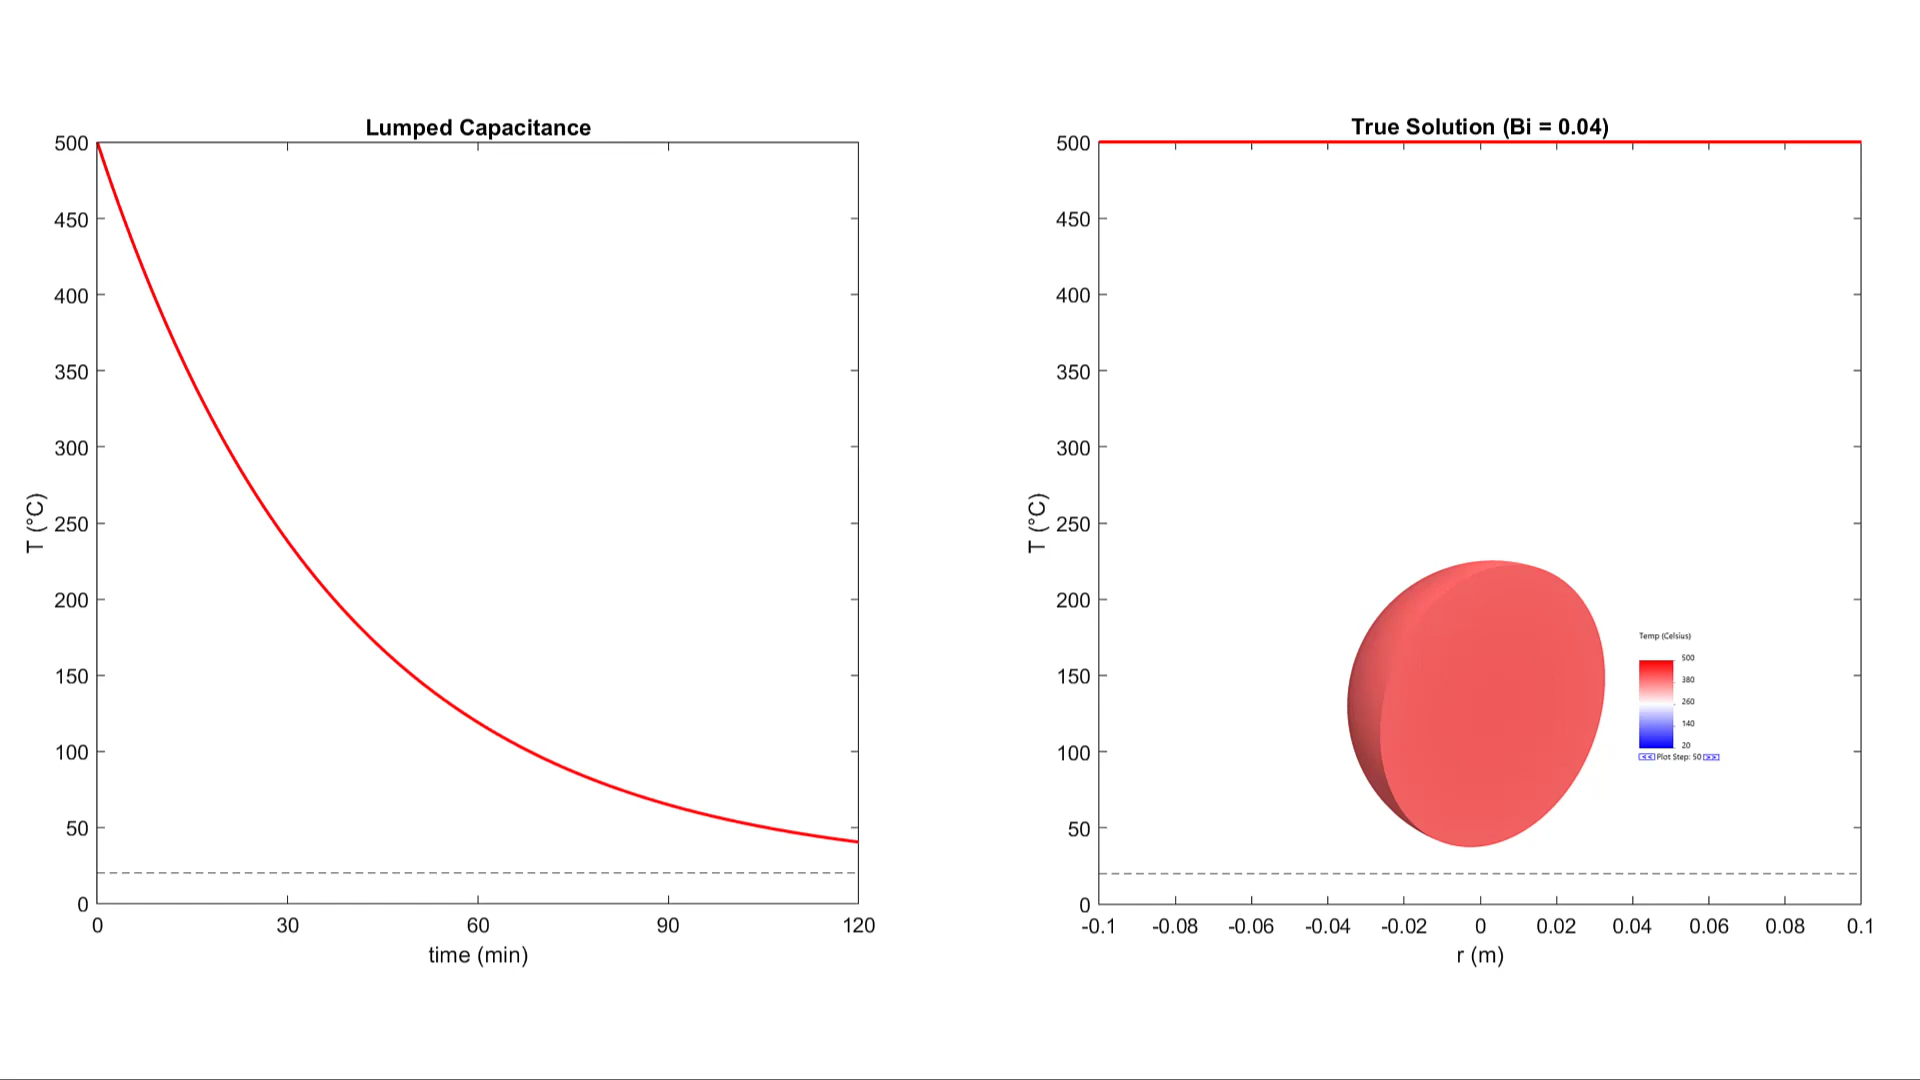 Lumped Capacitance
500
450
400
350
300
250
200
150
100
50
0
T (°C)
0 30 60 90 120
time (min)
True Solution (Bi = 0.04)
500
450
400
350
300
250
200
150
100
50
0
T (°C)
-0.1 -0.08 -0.06 -0.04 -0.02 0 0.02 0.04 0.06 0.08 0.1
r (m)
Temp (Celsius)
500
380
260
140
20
<< Plot Step: 50 >>